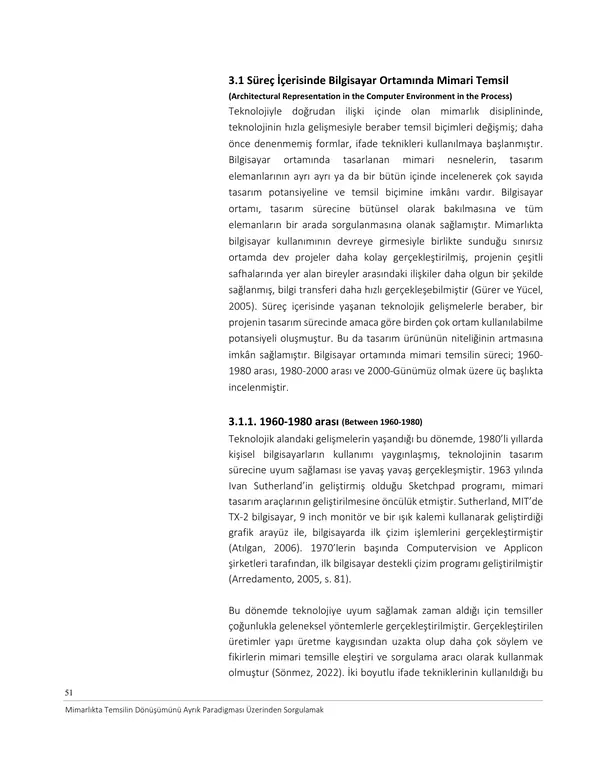 3.1 Süreç İçerisinde Bilgisayar Ortamında Mimari Temsil
(Architectural Representation in the Computer Environment in the Process)
Teknolojiyle doğrudan ilişki içinde olan mimarlık disiplininde,
teknolojinin hızla gelişmesiyle beraber temsil biçimleri değişmiş; daha
önce denenmemiş formlar, ifade teknikleri kullanılmaya başlanmıştır.
Bilgisayar ortamında tasarlanan mimari nesnelerin, tasarım
elemanlarının ayrı ayrı ya da bir bütün içinde incelenerek çok sayıda
tasarım potansiyeline ve temsil biçimine imkânı vardır. Bilgisayar
ortamı, tasarım sürecine bütünsel olarak bakılmasına ve tüm
elemanların bir arada sorgulanmasına olanak sağlamıştır. Mimarlıkta
bilgisayar kullanımının devreye girmesiyle birlikte sunduğu sınırsız
ortamda dev projeler daha kolay gerçekleştirilmiş, projenin çeşitli
safhalarında yer alan bireyler arasındaki ilişkiler daha olgun bir şekilde
sağlanmış, bilgi transferi daha hızlı gerçekleşebilmiştir (Gürer ve Yücel,
2005). Süreç içerisinde yaşanan teknolojik gelişmelerle beraber, bir
projenin tasarım sürecinde amaca göre birden çok ortam kullanılabilme
potansiyeli oluşmuştur. Bu da tasarım ürününün niteliğinin artmasına
imkân sağlamıştır. Bilgisayar ortamında mimari temsilin süreci; 1960-
1980 arası, 1980-2000 arası ve 2000-Günümüz olmak üzere üç başlıkta
incelenmiştir.
3.1.1. 1960-1980 arası (Between 1960-1980)
Teknolojik alandaki gelişmelerin yaşandığı bu dönemde, 1980'li yıllarda
kişisel bilgisayarların kullanımı yaygınlaşmış, teknolojinin tasarım
sürecine uyum sağlaması ise yavaş yavaş gerçekleşmiştir. 1963 yılında
Ivan Sutherland'in geliştirmiş olduğu Sketchpad programı, mimari
tasarım araçlarının geliştirilmesine öncülük etmiştir. Sutherland, MIT'de
TX-2 bilgisayar, 9 inch monitör ve bir ışık kalemi kullanarak geliştirdiği
grafik arayüz ile, bilgisayarda ilk çizim işlemlerini gerçekleştirmiştir
(Atılgan, 2006). 1970'lerin başında Computervision ve Applicon
şirketleri tarafından, ilk bilgisayar destekli çizim programı geliştirilmiştir
(Arredamento, 2005, s. 81).
Bu dönemde teknolojiye uyum sağlamak zaman aldığı için temsiller
çoğunlukla geleneksel yöntemlerle gerçekleştirilmiştir. Gerçekleştirilen
üretimler yapı üretme kaygısından uzakta olup daha çok söylem ve
fikirlerin mimari temsille eleştiri ve sorgulama aracı olarak kullanmak
olmuştur (Sönmez, 2022). İki boyutlu ifade tekniklerinin kullanıldığı bu
51
Mimarlıkta Temsilin Dönüşümünü Ayrık Paradigması Üzerinden Sorgulamak